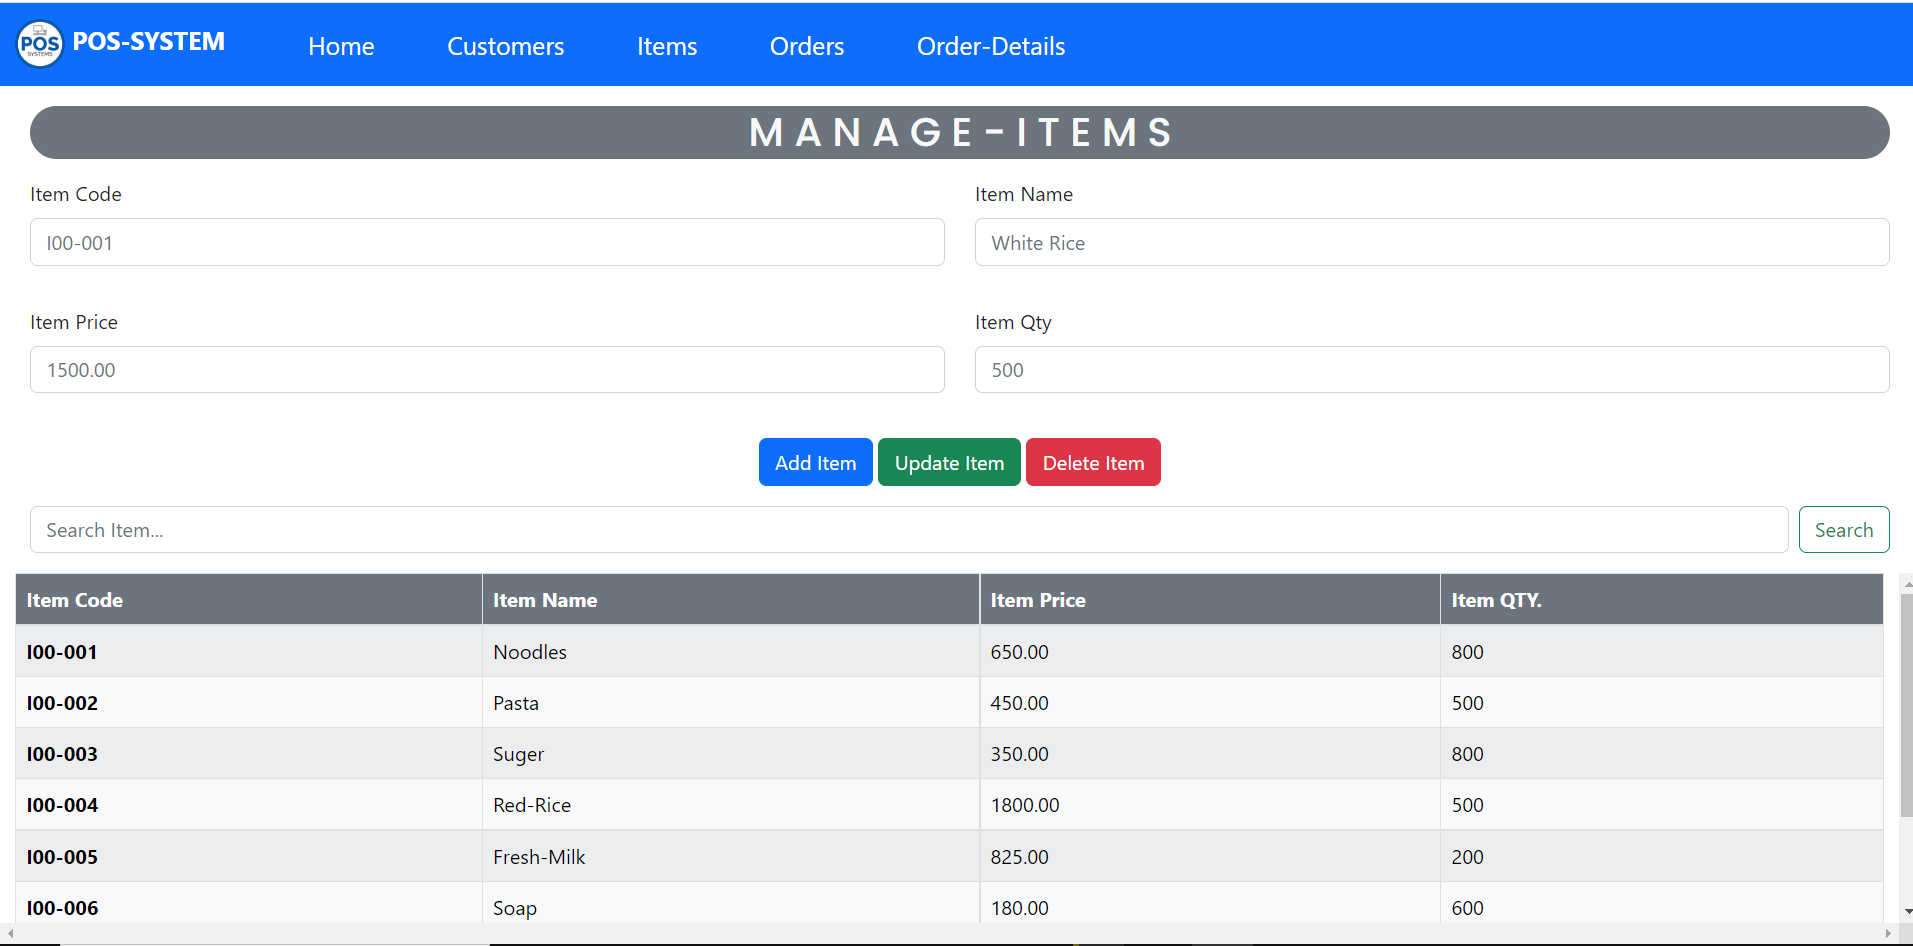 POS SYSTEMS POS-SYSTEM Home Customers Items Orders Order-Details
MANAGE-ITEMS
Item Code Item Name
I00-001 White Rice
Item Price Item Qty
1500.00 500
Add Item Update Item Delete Item
Search Item... Search
Item Code Item Name Item Price Item QTY.
I00-001 Noodles 650.00 800
I00-002 Pasta 450.00 500
I00-003 Suger 350.00 800
I00-004 Red-Rice 1800.00 500
I00-005 Fresh-Milk 825.00 200
I00-006 Soap 180.00 600